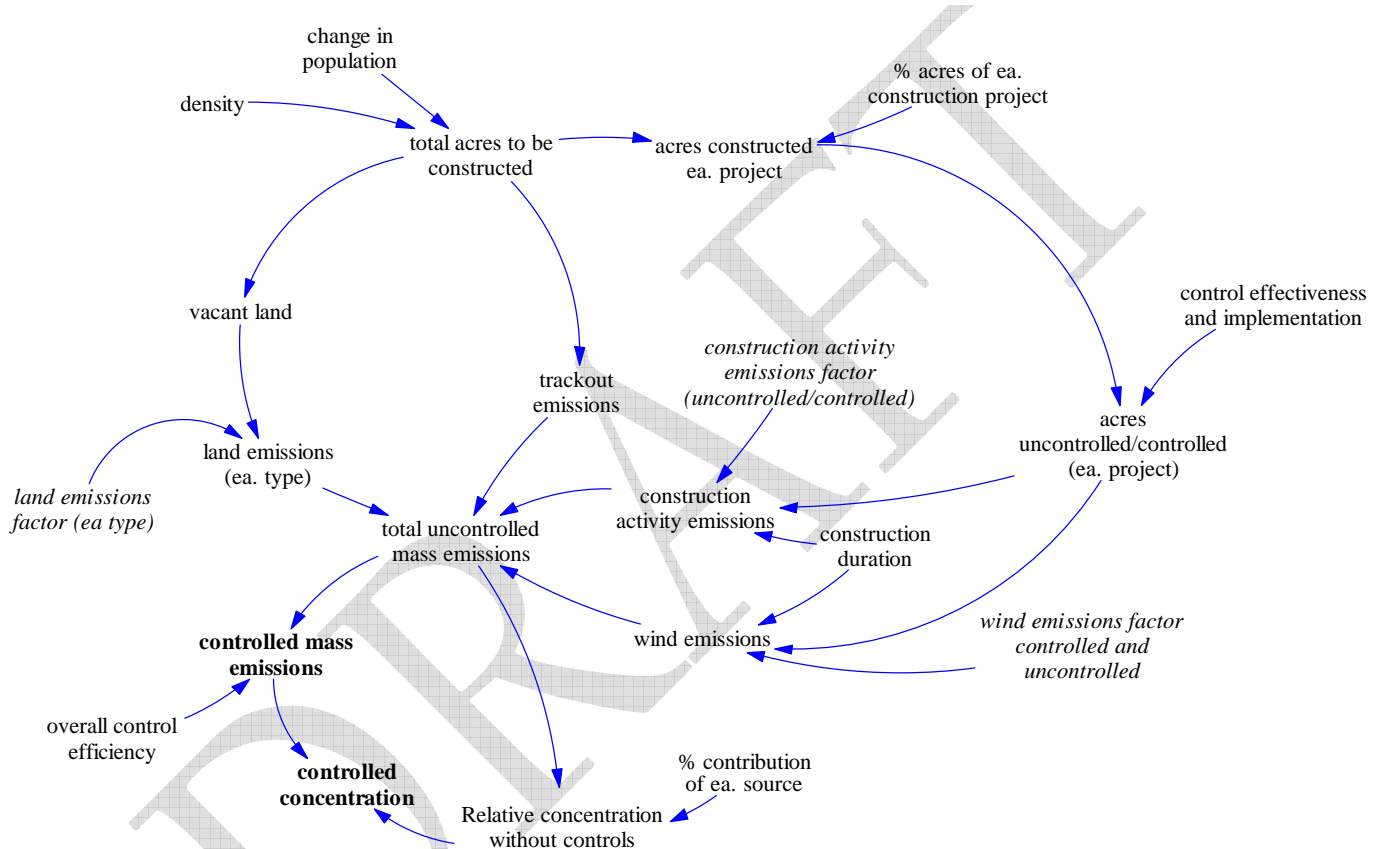 change in
population
% acres of ea.
construction project
density
total acres to be
constructed
acres constructed
ea. project
vacant land
control effectiveness
and implementation
construction activity
emissions factor
(uncontrolled/controlled)
trackout
emissions
acres
uncontrolled/controlled
(ea. project)
land emissions
(ea. type)
land emissions
factor (ea type)
construction
activity emissions
total uncontrolled
mass emissions
construction
duration
wind emissions
wind emissions factor
controlled and
uncontrolled
controlled mass
emissions
overall control
efficiency
controlled
concentration
% contribution
of ea. source
Relative concentration
without controls
DRAFT